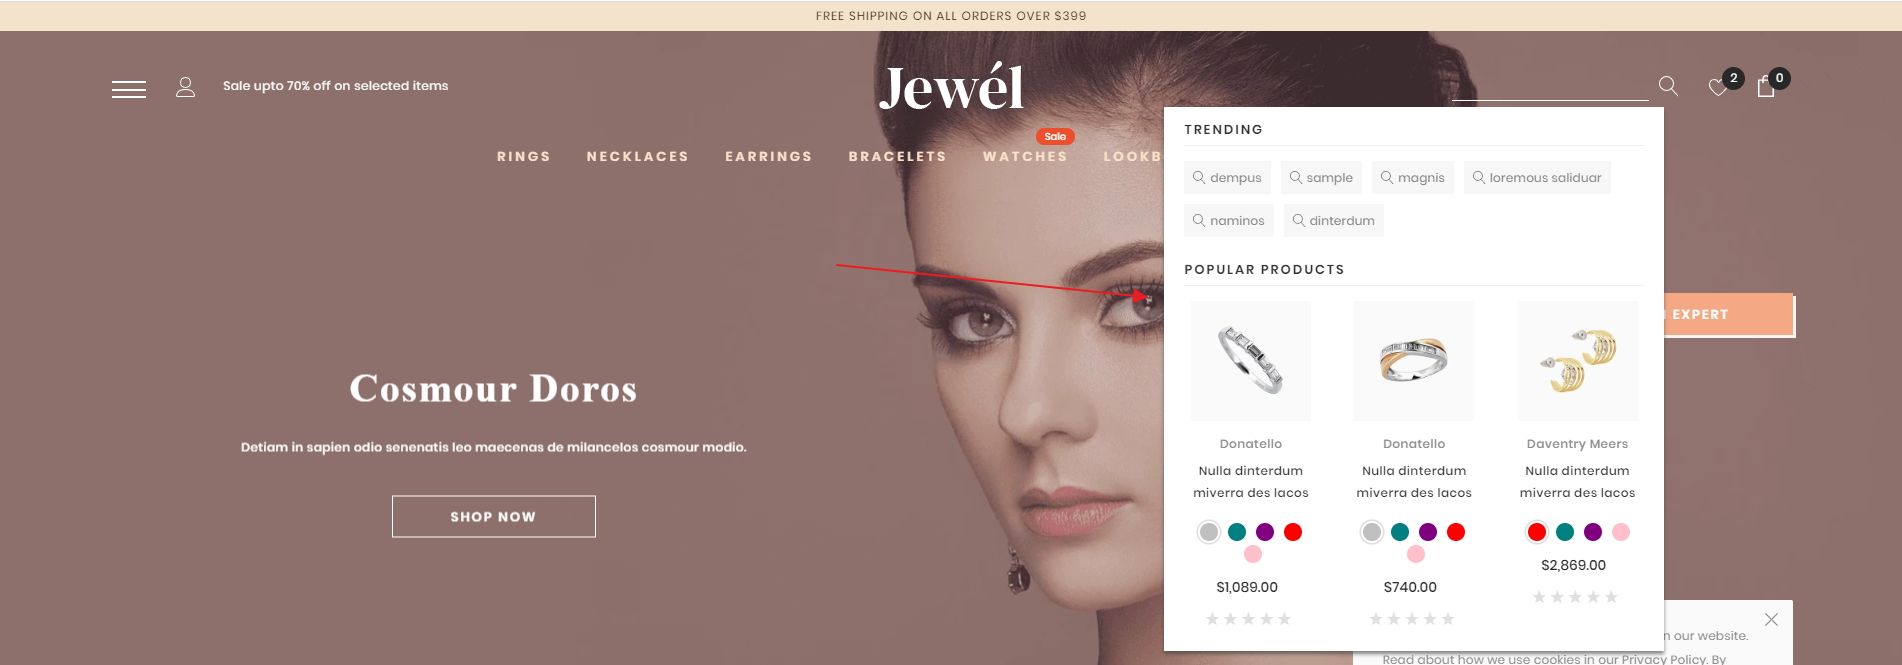 FREE SHIPPING ON ALL ORDERS OVER $399
Sale upto 70% off on selected items
Jewél
2
0
Sale
RINGS NECKLACES EARRINGS BRACELETS WATCHES LOOKB
TRENDING
dempus sample magnis loremous saliduar
naminos dinterdum
POPULAR PRODUCTS
EXPERT
Cosmour Doros
Detiam in sapien odio senenatis leo maecenas de milancelos cosmour modio.
SHOP NOW
Donatello
Nulla dinterdum
miverra des lacos
$1,089.00
Donatello
Nulla dinterdum
miverra des lacos
$740.00
Daventry Meers
Nulla dinterdum
miverra des lacos
$2,869.00
n our website.
Read about how we use cookies in our Privacy Policy. By